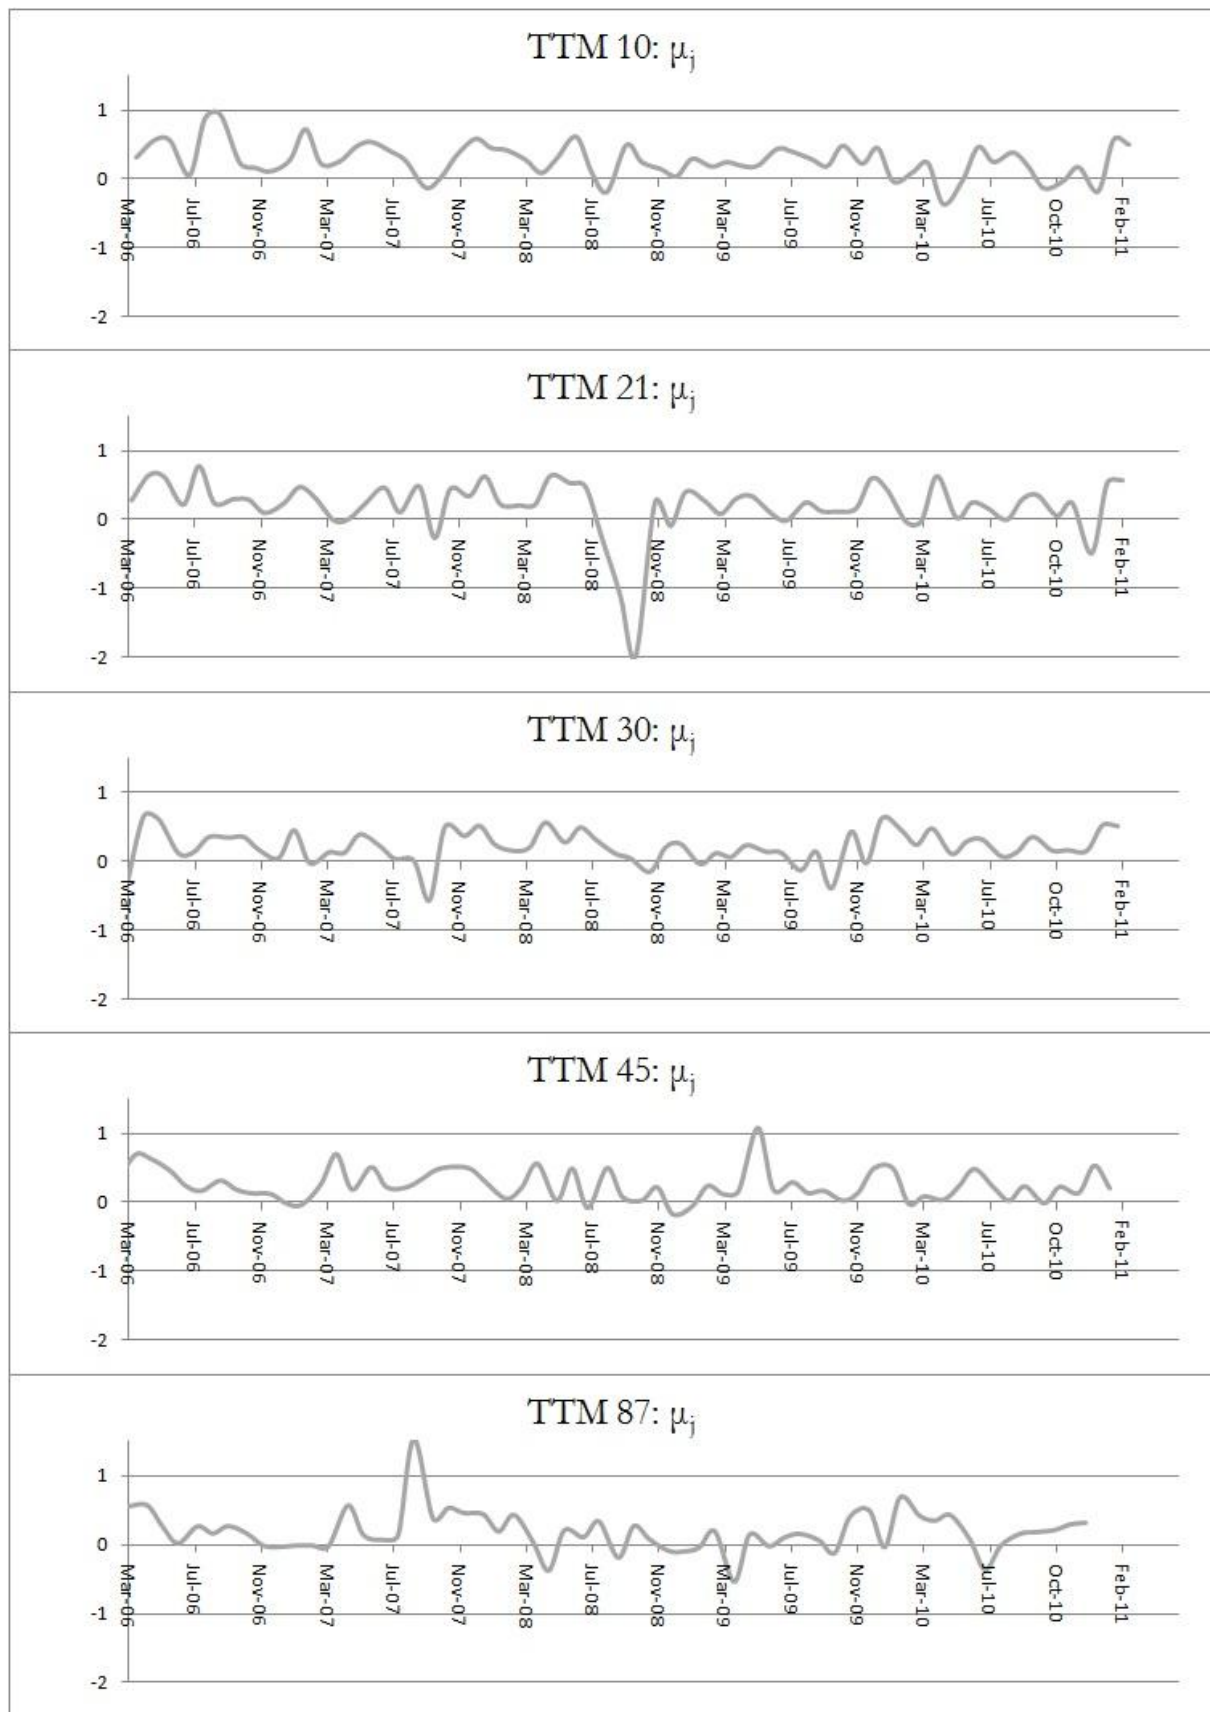 TTM 10: μj
1
0
-1
-2
Mar-06
Jul-06
Nov-06
Mar-07
Jul-07
Nov-07
Mar-08
Jul-08
Nov-08
Mar-09
Jul-09
Nov-09
Mar-10
Jul-10
Oct-10
Feb-11
TTM 21: μj
1
0
-1
-2
Mar-06
Jul-06
Nov-06
Mar-07
Jul-07
Nov-07
Mar-08
Jul-08
Nov-08
Mar-09
Jul-09
Nov-09
Mar-10
Jul-10
Oct-10
Feb-11
TTM 30: μj
1
0
-1
-2
Mar-06
Jul-06
Nov-06
Mar-07
Jul-07
Nov-07
Mar-08
Jul-08
Nov-08
Mar-09
Jul-09
Nov-09
Mar-10
Jul-10
Oct-10
Feb-11
TTM 45: μj
1
0
-1
-2
Mar-06
Jul-06
Nov-06
Mar-07
Jul-07
Nov-07
Mar-08
Jul-08
Nov-08
Mar-09
Jul-09
Nov-09
Mar-10
Jul-10
Oct-10
Feb-11
TTM 87: μj
1
0
-1
-2
Mar-06
Jul-06
Nov-06
Mar-07
Jul-07
Nov-07
Mar-08
Jul-08
Nov-08
Mar-09
Jul-09
Nov-09
Mar-10
Jul-10
Oct-10
Feb-11